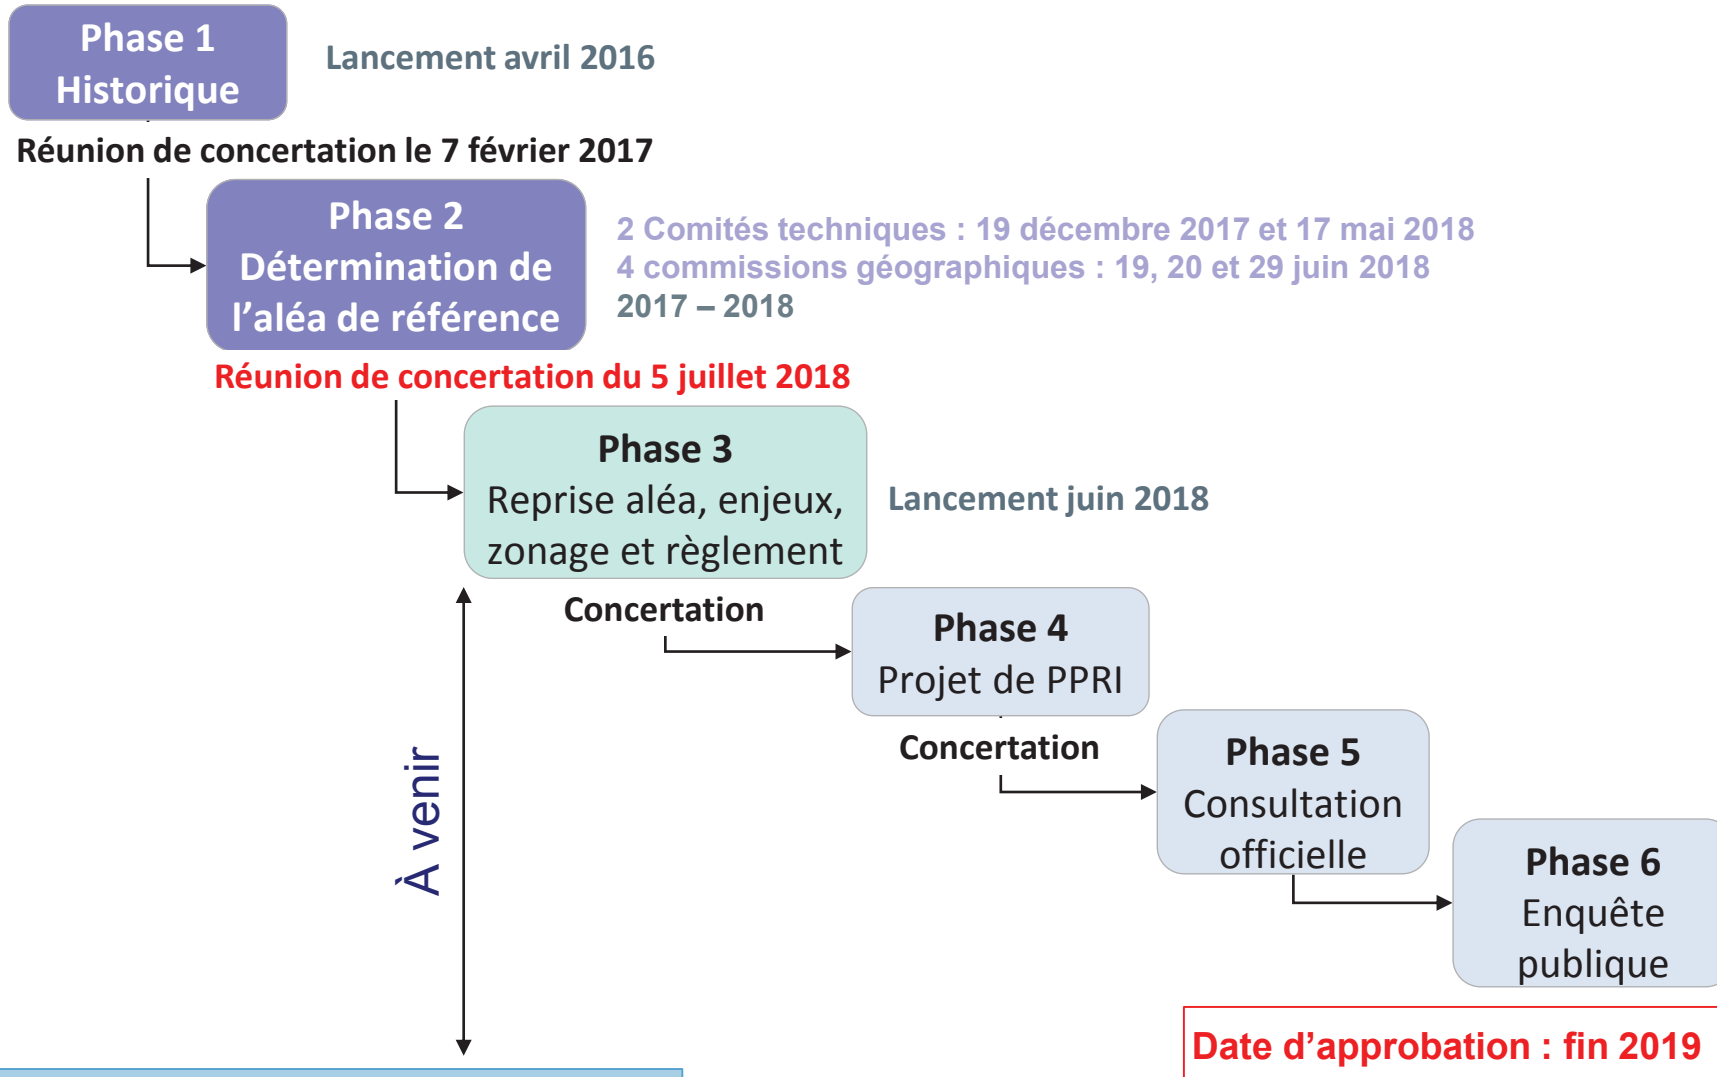 Phase 1
Historique
Lancement avril 2016
Réunion de concertation le 7 février 2017
Phase 2
Détermination de
l’aléa de référence
2 Comités techniques : 19 décembre 2017 et 17 mai 2018
4 commissions géographiques : 19, 20 et 29 juin 2018
2017 – 2018
Réunion de concertation du 5 juillet 2018
Phase 3
Reprise aléa, enjeux,
zonage et règlement
Lancement juin 2018
Concertation
Phase 4
Projet de PPRI
Concertation
Phase 5
Consultation
officielle
À venir
Phase 6
Enquête
publique
Date d’approbation : fin 2019